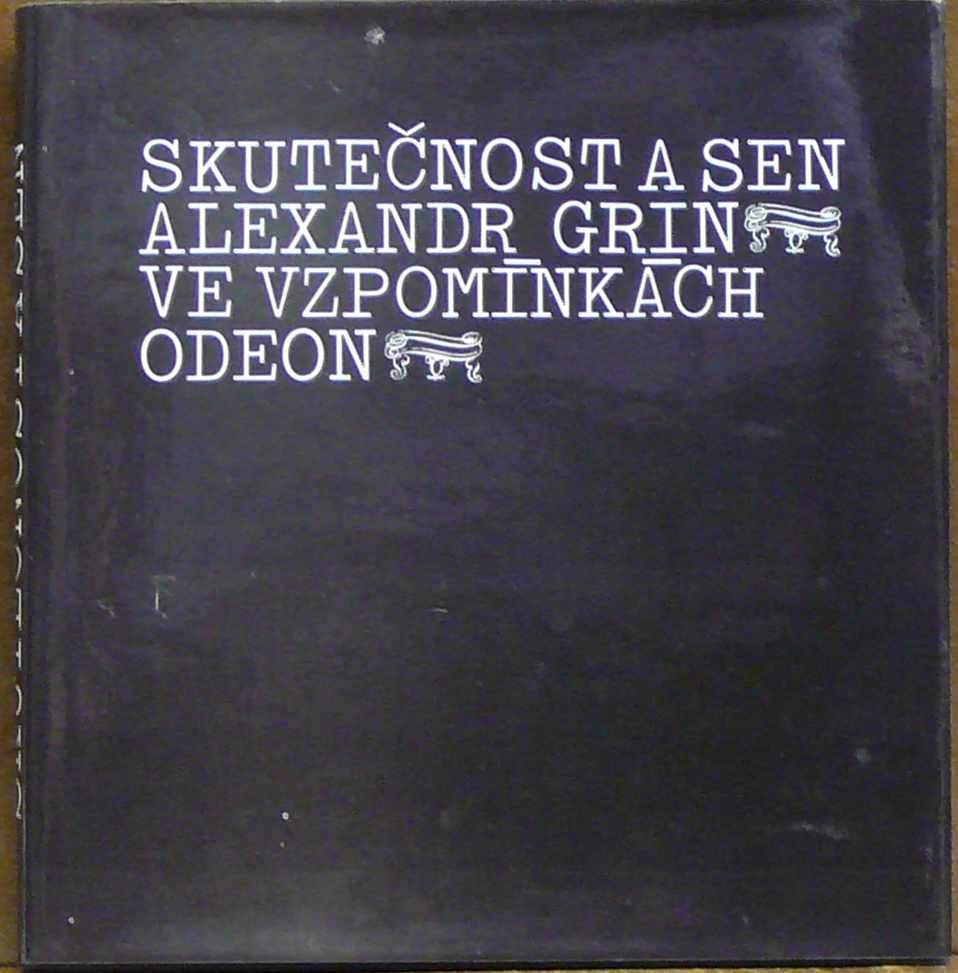 SKUTEČNOST A SEN
ALEXANDR GRIN
VE VZPOMÍNKÁCH
ODEON